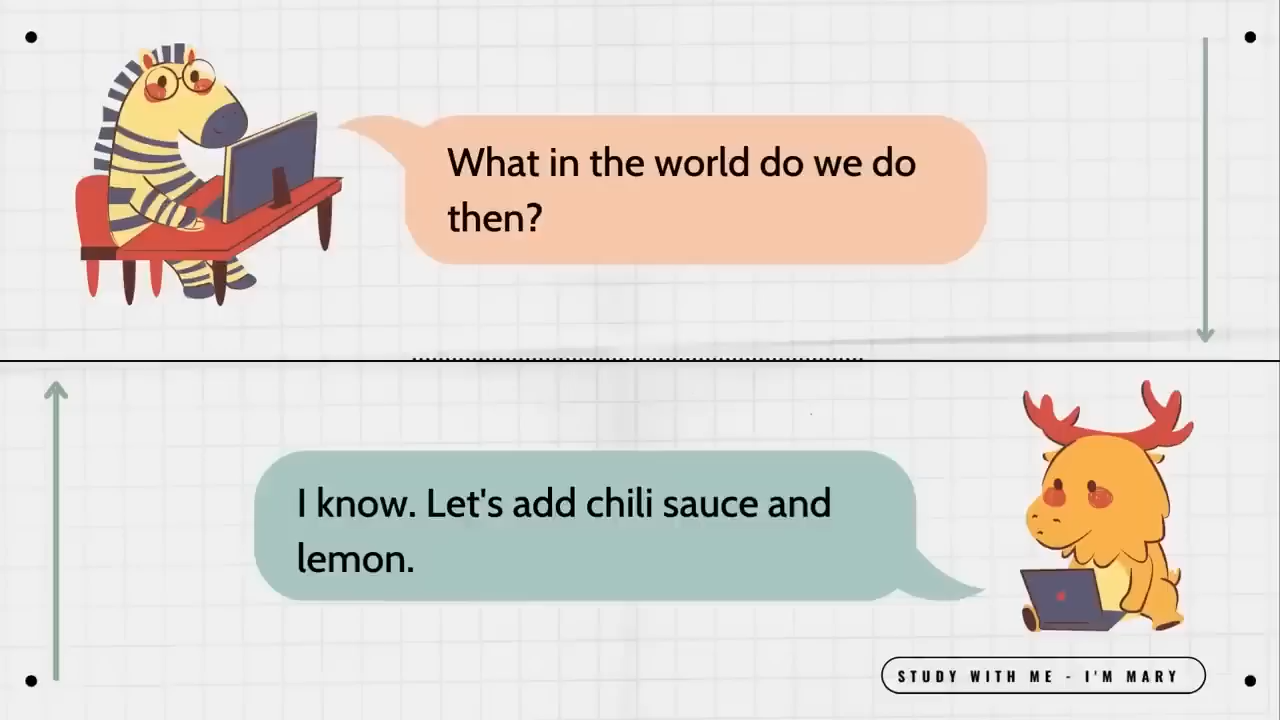 What in the world do we do
then?
I know. Let's add chili sauce and
lemon.
STUDY WITH ME - I'M MARY